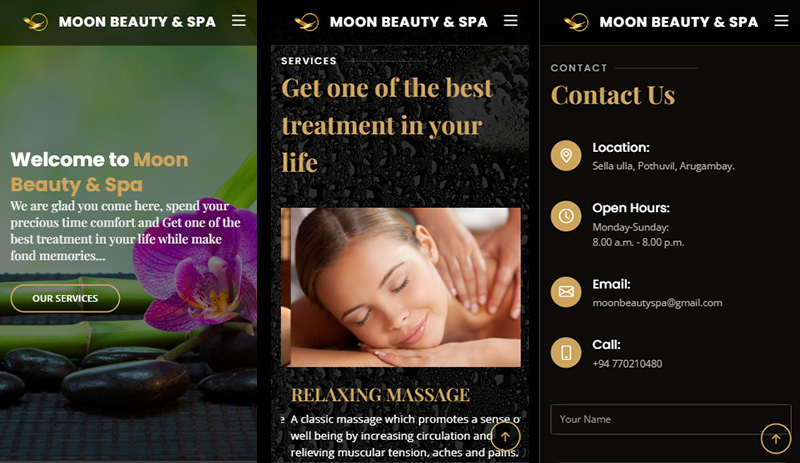 MOON BEAUTY & SPA
Welcome to Moon
Beauty & Spa
We are glad you come here, spend your
precious time comfort and Get one of the
best treatment in your life while make
fond memories...
OUR SERVICES
MOON BEAUTY & SPA
SERVICES
Get one of the best
treatment in your
life
RELAXING MASSAGE
e A classic massage which promotes a sense o
well being by increasing circulation and
relieving muscular tension, aches and pains.
MOON BEAUTY & SPA
CONTACT
Contact Us
Location:
Sella ulla, Pothuvil, Arugambay.
Open Hours:
Monday-Sunday:
8.00 a.m. - 8.00 p.m.
Email:
moonbeautyspa@gmail.com
Call:
+94 770210480
Your Name